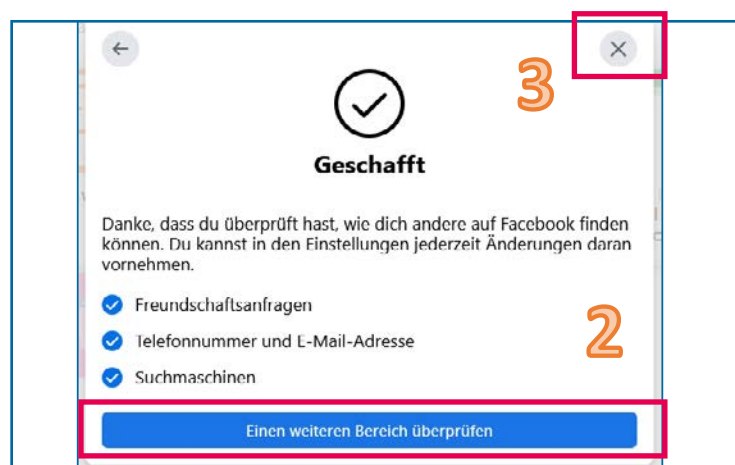 3
Geschafft
Danke, dass du überprüft hast, wie dich andere auf Facebook finden
können. Du kannst in den Einstellungen jederzeit Änderungen daran
vornehmen.
Freundschaftsanfragen
Telefonnummer und E-Mail-Adresse
2
Suchmaschinen
Einen weiteren Bereich überprüfen